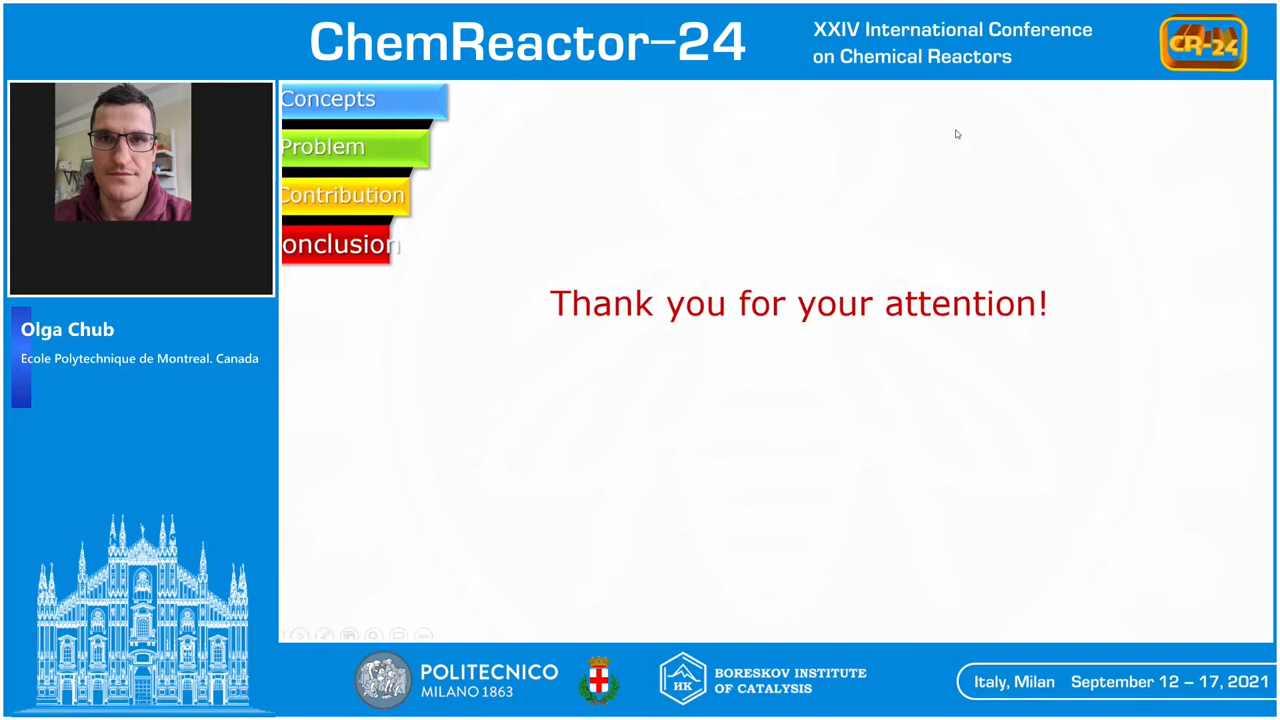 ChemReactor-24
XXIV International Conference
on Chemical Reactors
CR-24
Concepts
Problem
Contribution
onclusion
Thank you for your attention!
Olga Chub
Ecole Polytechnique de Montreal. Canada
POLITECNICO
MILANO 1863
HK
BORESKOV INSTITUTE
OF CATALYSIS
Italy, Milan September 12 – 17, 2021